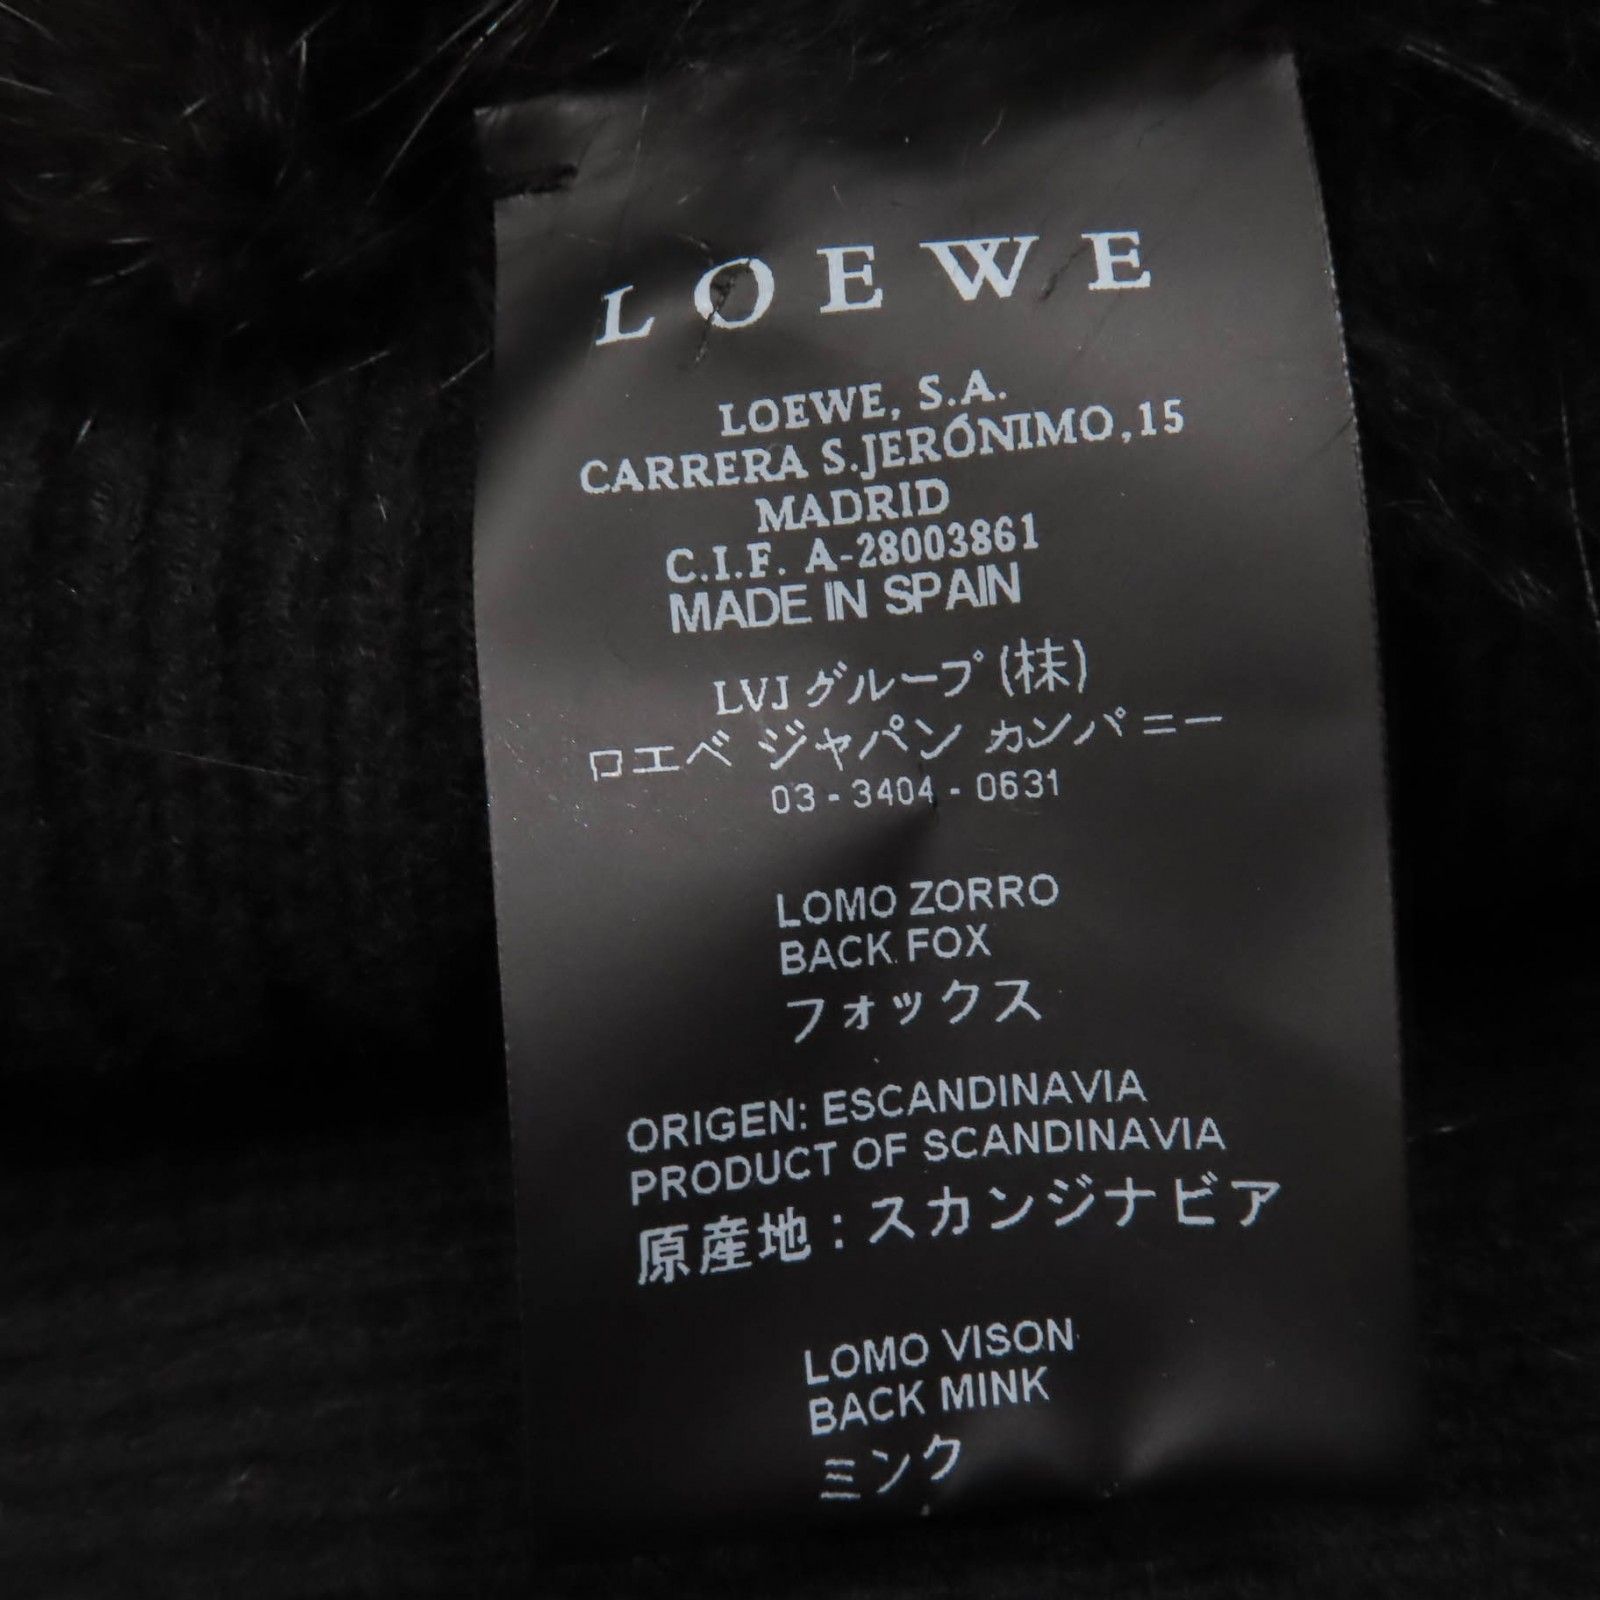 LOEWE
LOEWE, S.A.
CARRERA S.JERÓNIMO,15
MADRID
C.I.F. A-28003861
MADE IN SPAIN
LVJ グループ (株)
ロエベ ジャパン カンパニー
03-3404-0631
LOMO ZORRO
BACK FOX
フォックス
ORIGEN: ESCANDINAVIA
PRODUCT OF SCANDINAVIA
原産地:スカンジナビア
LOMO VISON
BACK MINK
ミンク